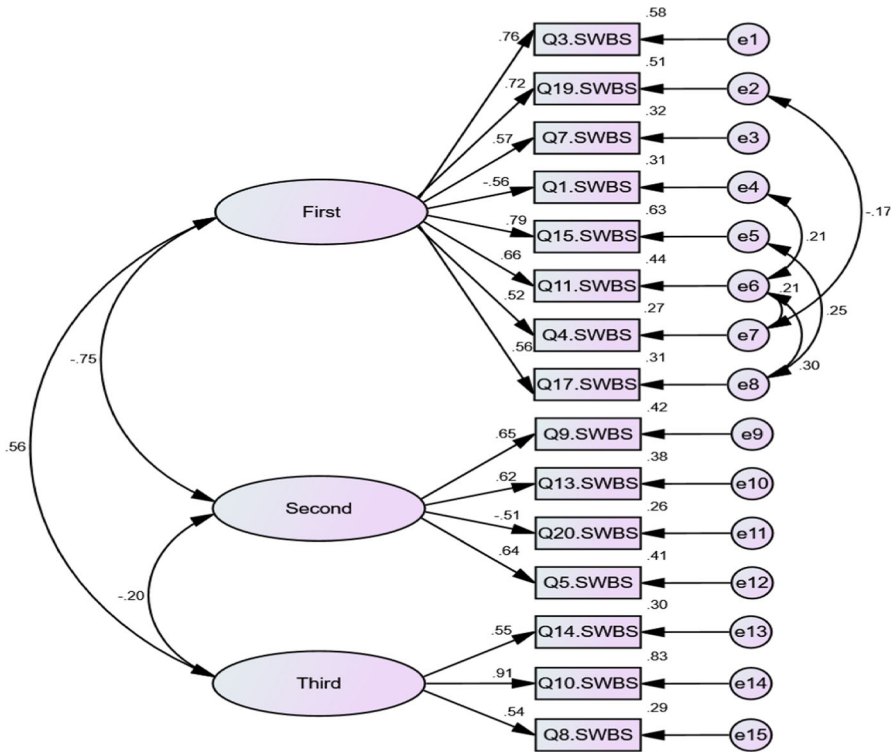 .58
.76 Q3.SWBS e1
.51
.72 Q19.SWBS e2
.32
.57 Q7.SWBS e3
.31
-.56 Q1.SWBS e4
First
.63
-.17
.79 Q15.SWBS e5
.21
.44
.66 Q11.SWBS e6
.21
.27
.52 Q4.SWBS e7
.25
.31
.56 Q17.SWBS e8
.30
-.75
.42
.65 Q9.SWBS e9
.56
.38
.62 Q13.SWBS e10
Second
.26
-.51 Q20.SWBS e11
.41
.64 Q5.SWBS e12
-.20
.30
.55 Q14.SWBS e13
.83
Third
.91 Q10.SWBS e14
.29
.54 Q8.SWBS e15